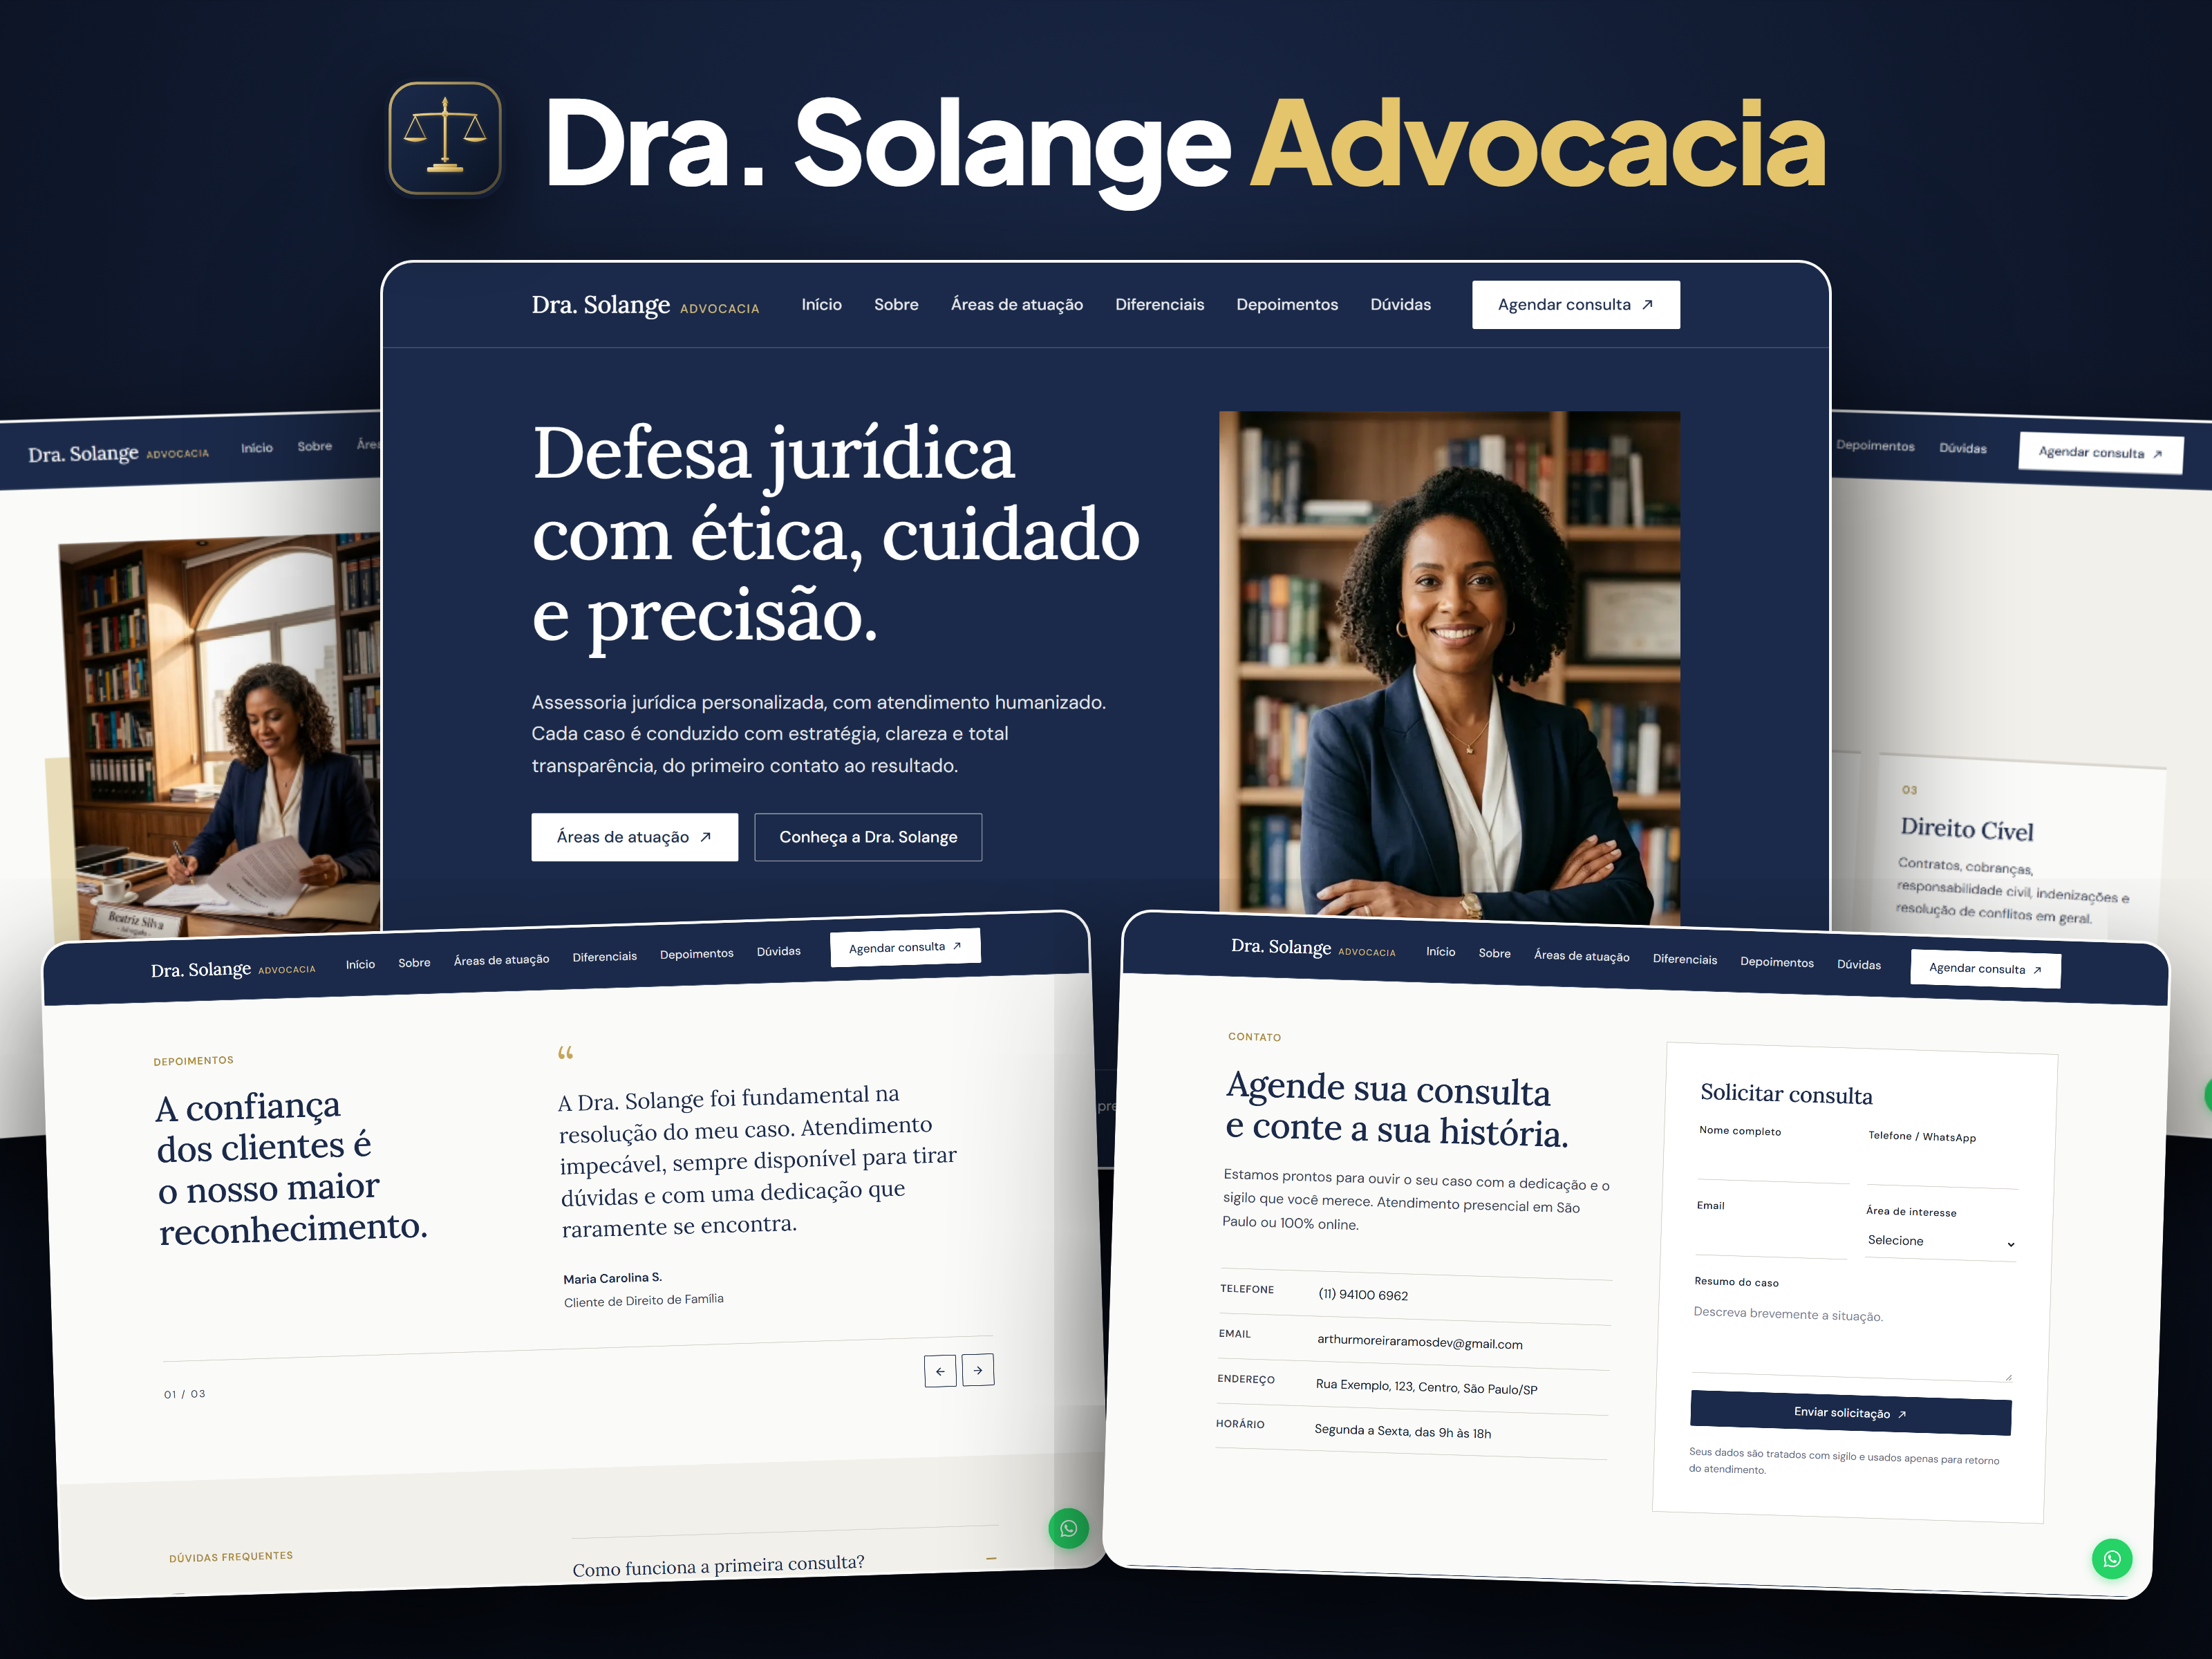 Dra. Solange Advocacia
Dra. Solange ADVOCACIA Início Sobre Áreas de atuação Diferenciais Depoimentos Dúvidas Agendar consulta ↗
Defesa jurídica
com ética, cuidado
e precisão.
Assessoria jurídica personalizada, com atendimento humanizado.
Cada caso é conduzido com estratégia, clareza e total
transparência, do primeiro contato ao resultado.
Áreas de atuação ↗ Conheça a Dra. Solange
Dra. Solange ADVOCACIA Início Sobre
Beatriz Silva
Depoimentos Dúvidas Agendar consulta ↗
03
Direito Cível
Contratos, cobranças,
responsabilidade civil, indenizações e
resolução de conflitos em geral.
Dra. Solange ADVOCACIA Início Sobre Áreas de atuação Diferenciais Depoimentos Dúvidas Agendar consulta ↗
DEPOIMENTOS
A confiança
dos clientes é
o nosso maior
reconhecimento.
“
A Dra. Solange foi fundamental na
resolução do meu caso. Atendimento
impecável, sempre disponível para tirar
dúvidas e com uma dedicação que
raramente se encontra.
Maria Carolina S.
Cliente de Direito de Família
01 / 03
← →
DÚVIDAS FREQUENTES
Como funciona a primeira consulta? –
Dra. Solange ADVOCACIA Início Sobre Áreas de atuação Diferenciais Depoimentos Dúvidas Agendar consulta ↗
CONTATO
Agende sua consulta
e conte a sua história.
Estamos prontos para ouvir o seu caso com a dedicação e o
sigilo que você merece. Atendimento presencial em São
Paulo ou 100% online.
TELEFONE (11) 94100 6962
EMAIL arthurmoreiraramosdev@gmail.com
ENDEREÇO Rua Exemplo, 123, Centro, São Paulo/SP
HORÁRIO Segunda a Sexta, das 9h às 18h
Solicitar consulta
Nome completo Telefone / WhatsApp
Email Área de interesse
Selecione
Resumo do caso
Descreva brevemente a situação.
Enviar solicitação ↗
Seus dados são tratados com sigilo e usados apenas para retorno
do atendimento.